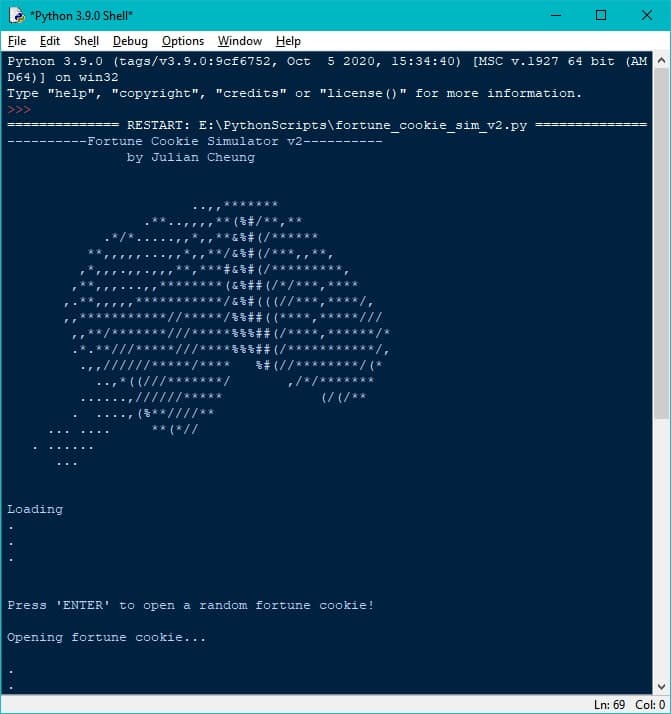 *Python 3.9.0 Shell*
File Edit Shell Debug Options Window Help
Python 3.9.0 (tags/v3.9.0:9cf6752, Oct  5 2020, 15:34:40) [MSC v.1927 64 bit (AM
D64)] on win32
Type "help", "copyright", "credits" or "license()" for more information.
>>>
============== RESTART: E:\PythonScripts\fortune_cookie_sim_v2.py ==============
----------Fortune Cookie Simulator v2----------
by Julian Cheung
Loading
.
.
.
Press 'ENTER' to open a random fortune cookie!
Opening fortune cookie...
.
.
Ln: 69 Col: 0